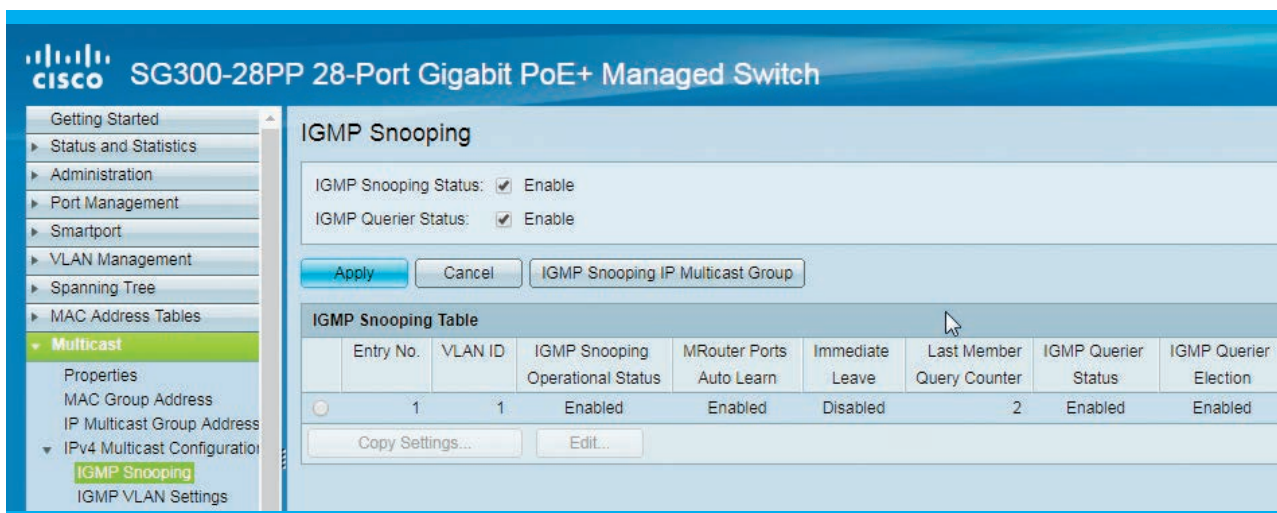 cisco SG300-28PP 28-Port Gigabit PoE+ Managed Switch
Getting Started
Status and Statistics
Administration
Port Management
Smartport
VLAN Management
Spanning Tree
MAC Address Tables
Multicast
Properties
MAC Group Address
IP Multicast Group Address
IPv4 Multicast Configuration
IGMP Snooping
IGMP VLAN Settings
IGMP Snooping
IGMP Snooping Status: Enable
IGMP Querier Status: Enable
Apply Cancel IGMP Snooping IP Multicast Group
IGMP Snooping Table
Entry No. VLAN ID IGMP Snooping MRouter Ports Immediate Last Member IGMP Querier IGMP Querier
Operational Status Auto Learn Leave Query Counter Status Election
1 1 Enabled Enabled Disabled 2 Enabled Enabled
Copy Settings... Edit...